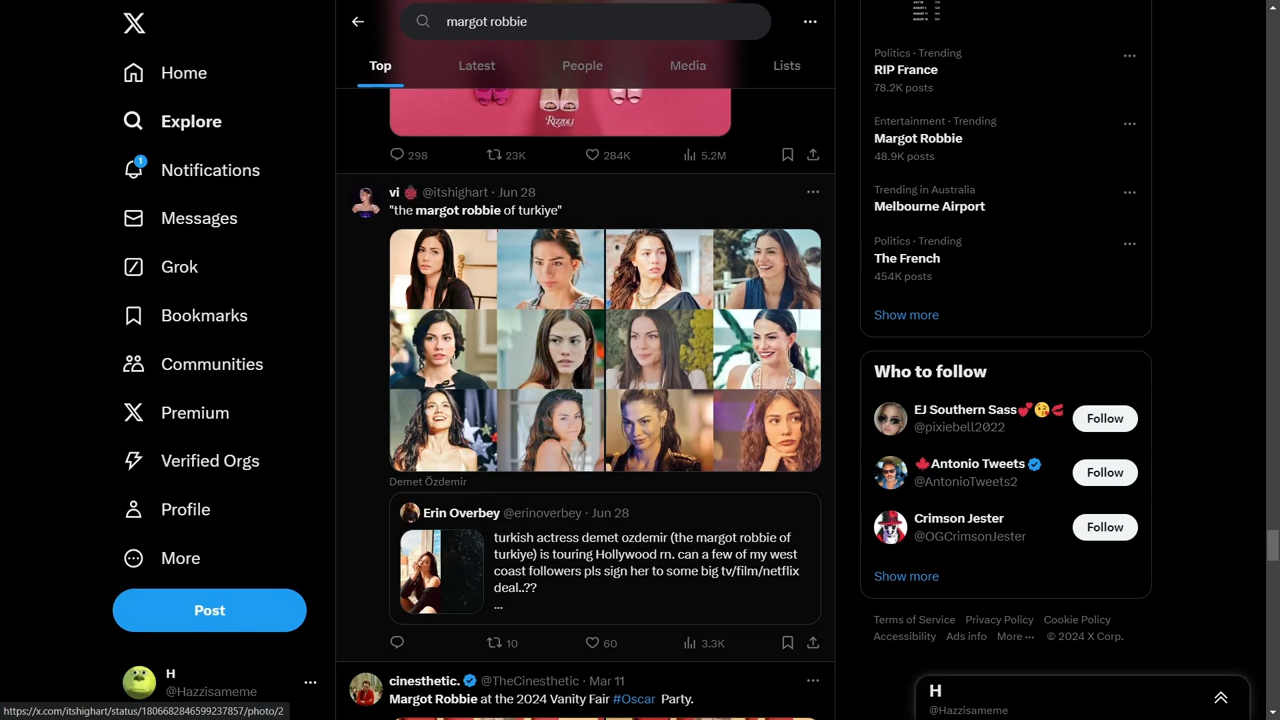 Home
Explore
1
Notifications
Messages
Grok
Bookmarks
Communities
Premium
Verified Orgs
Profile
More
Post
H
@Hazzisameme
https://x.com/itshighart/status/1806682846599237857/photo/2
margot robbie
Top
Latest
People
Media
Lists
RIZZOLI
298
23K
284K
5.2M
vi 🐞 @itshighart · Jun 28
"the margot robbie of turkiye"
Demet Özdemir
Erin Overbey @erinoverbey · Jun 28
turkish actress demet ozdemir (the margot robbie of
turkiye) is touring Hollywood rn. can a few of my west
coast followers pls sign her to some big tv/film/netflix
deal..??
...
10
60
3.3K
cinesthetic. @TheCinesthetic · Mar 11
Margot Robbie at the 2024 Vanity Fair #Oscar Party.
Politics · Trending
RIP France
78.2K posts
Entertainment · Trending
Margot Robbie
48.9K posts
Trending in Australia
Melbourne Airport
Politics · Trending
The French
454K posts
Show more
Who to follow
EJ Southern Sass💕😘💋
@pixiebell2022
Follow
🍁Antonio Tweets
@AntonioTweets2
Follow
Crimson Jester
@OGCrimsonJester
Follow
Show more
Terms of Service Privacy Policy Cookie Policy
Accessibility Ads info More ··· © 2024 X Corp.
H
@Hazzisameme